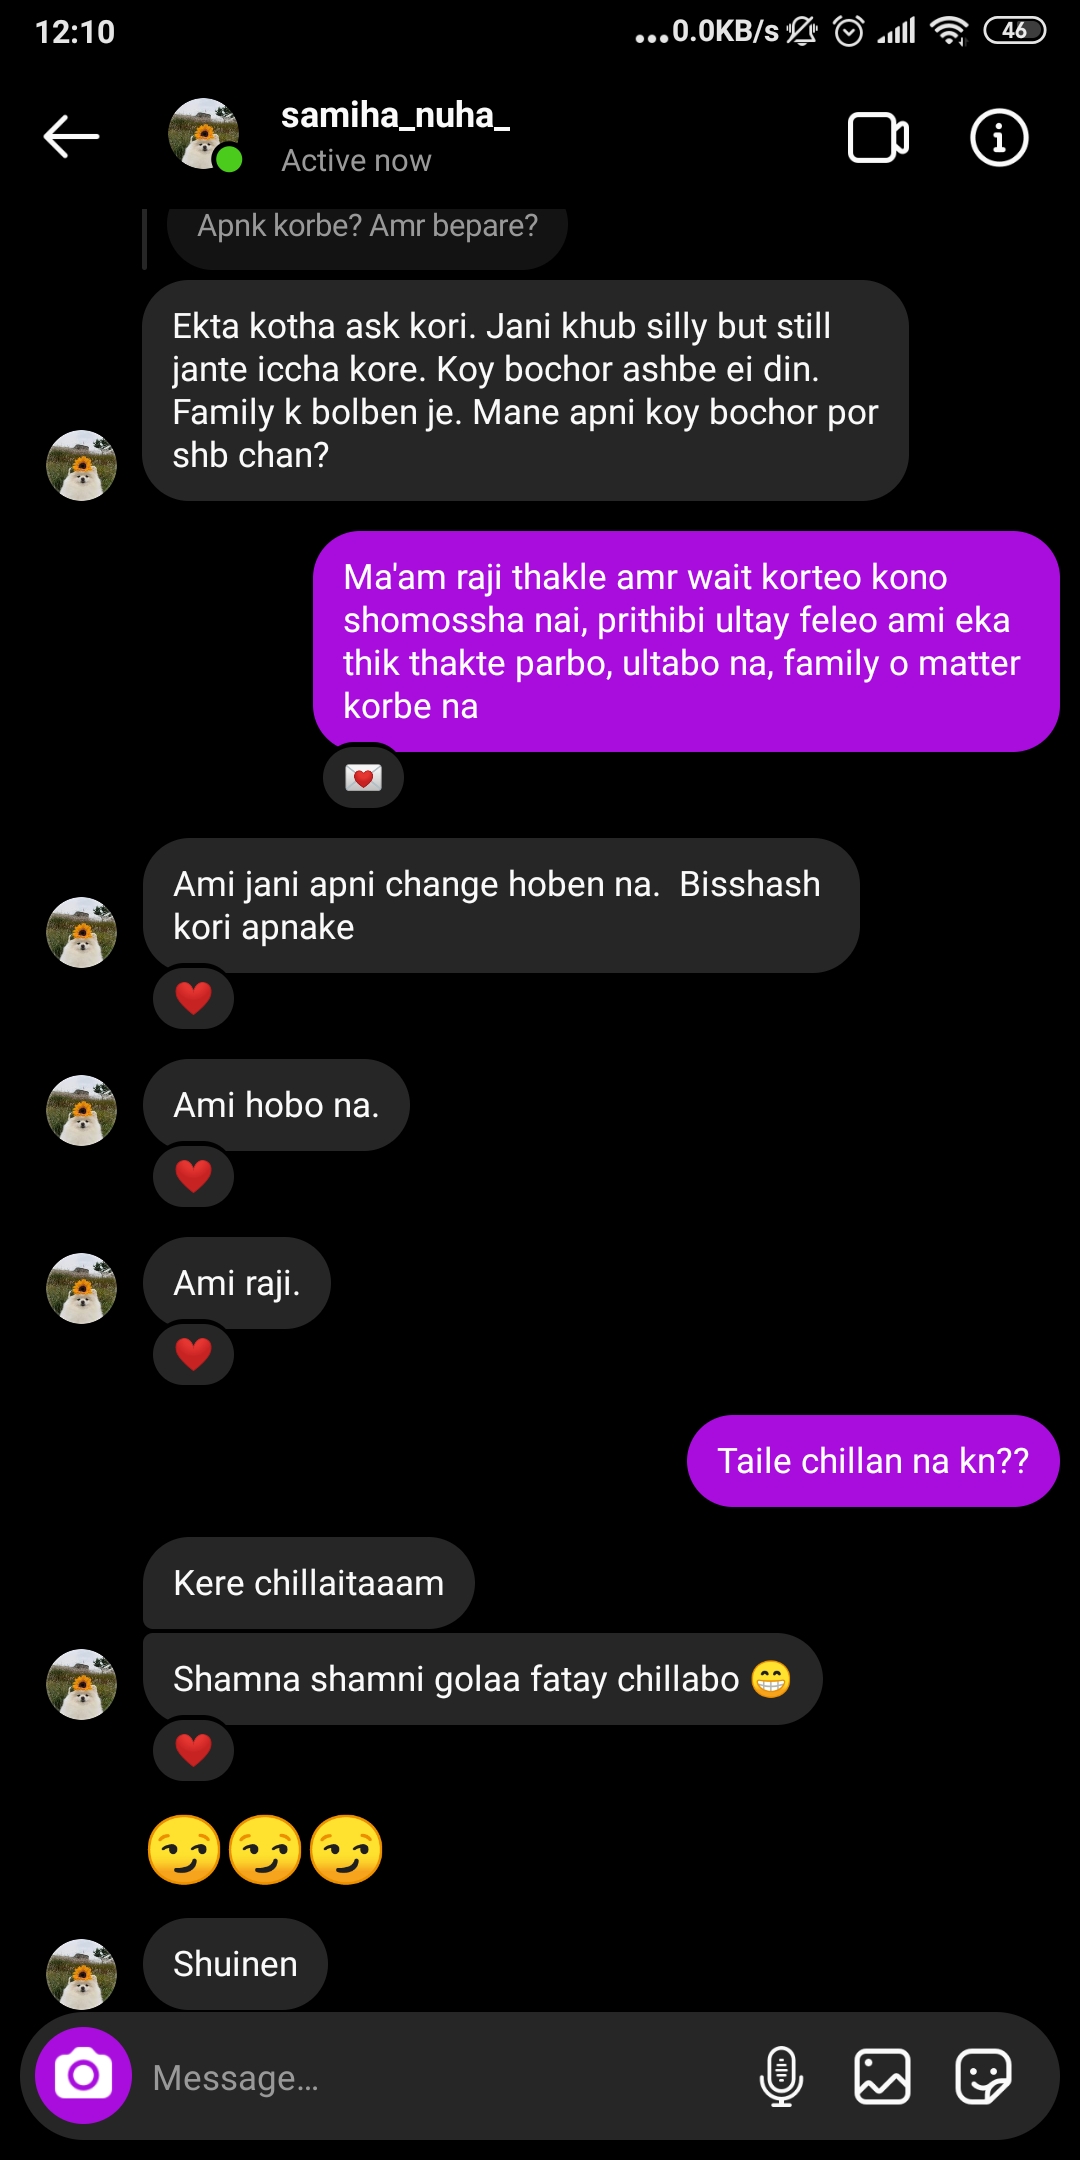 12:10
...0.0KB/s
46
samiha_nuha_
Active now
Apnk korbe? Amr bepare?
Ekta kotha ask kori. Jani khub silly but still
jante iccha kore. Koy bochor ashbe ei din.
Family k bolben je. Mane apni koy bochor por
shb chan?
Ma'am raji thakle amr wait korteo kono
shomossha nai, prithibi ultay feleo ami eka
thik thakte parbo, ultabo na, family o matter
korbe na
Ami jani apni change hoben na.  Bisshash
kori apnake
Ami hobo na.
Ami raji.
Taile chillan na kn??
Kere chillaitaaam
Shamna shamni golaa fatay chillabo 😁
😏😏😏
Shuinen
Message...